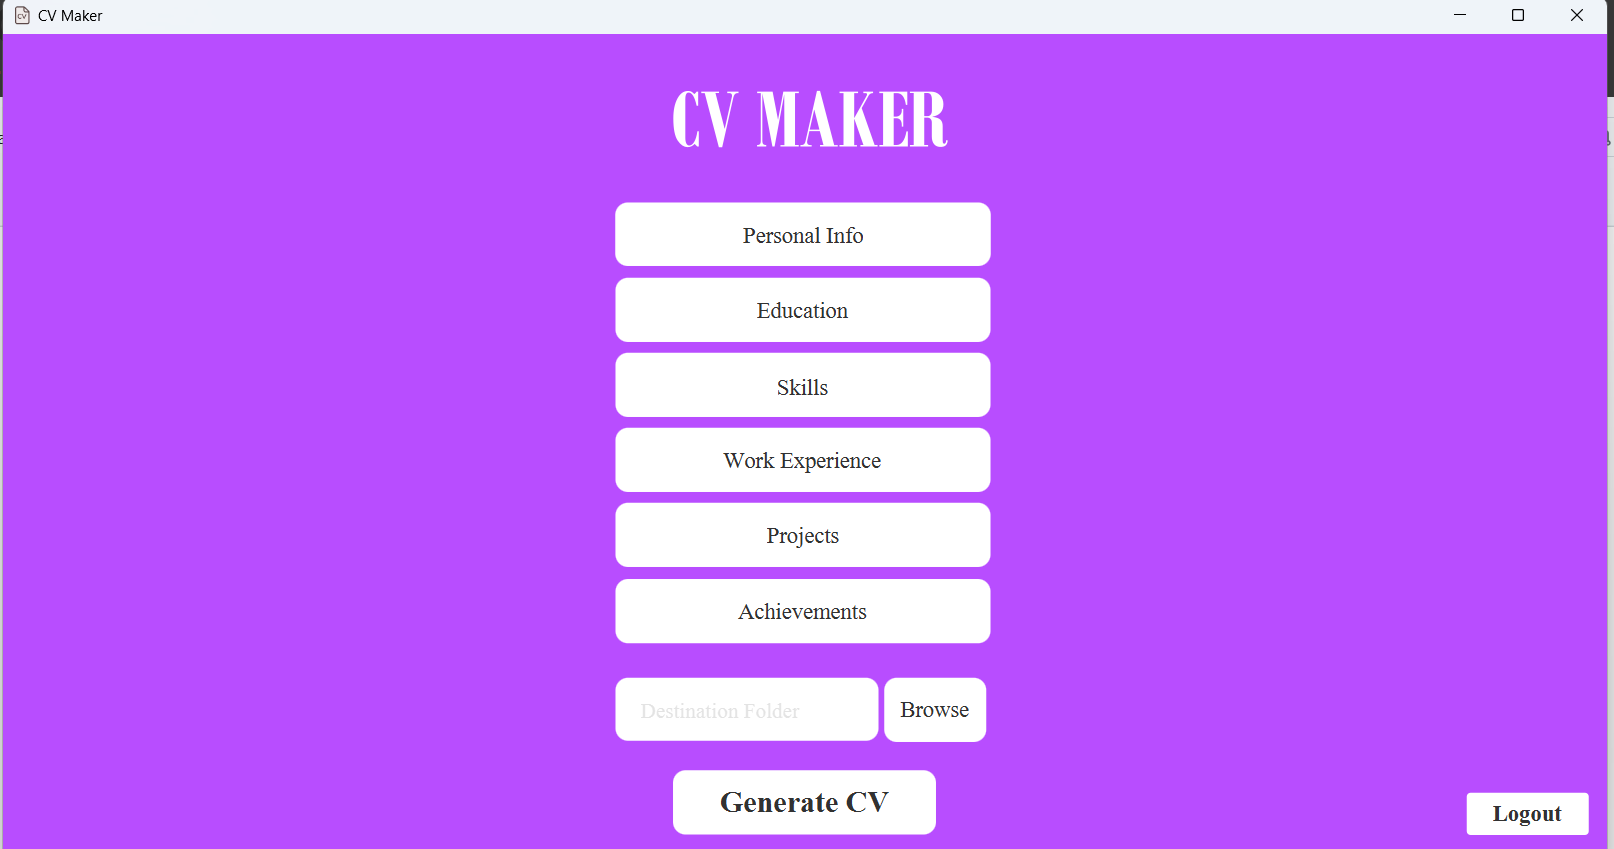 CV Maker
CV MAKER
Personal Info
Education
Skills
Work Experience
Projects
Achievements
Destination Folder
Browse
Generate CV
Logout